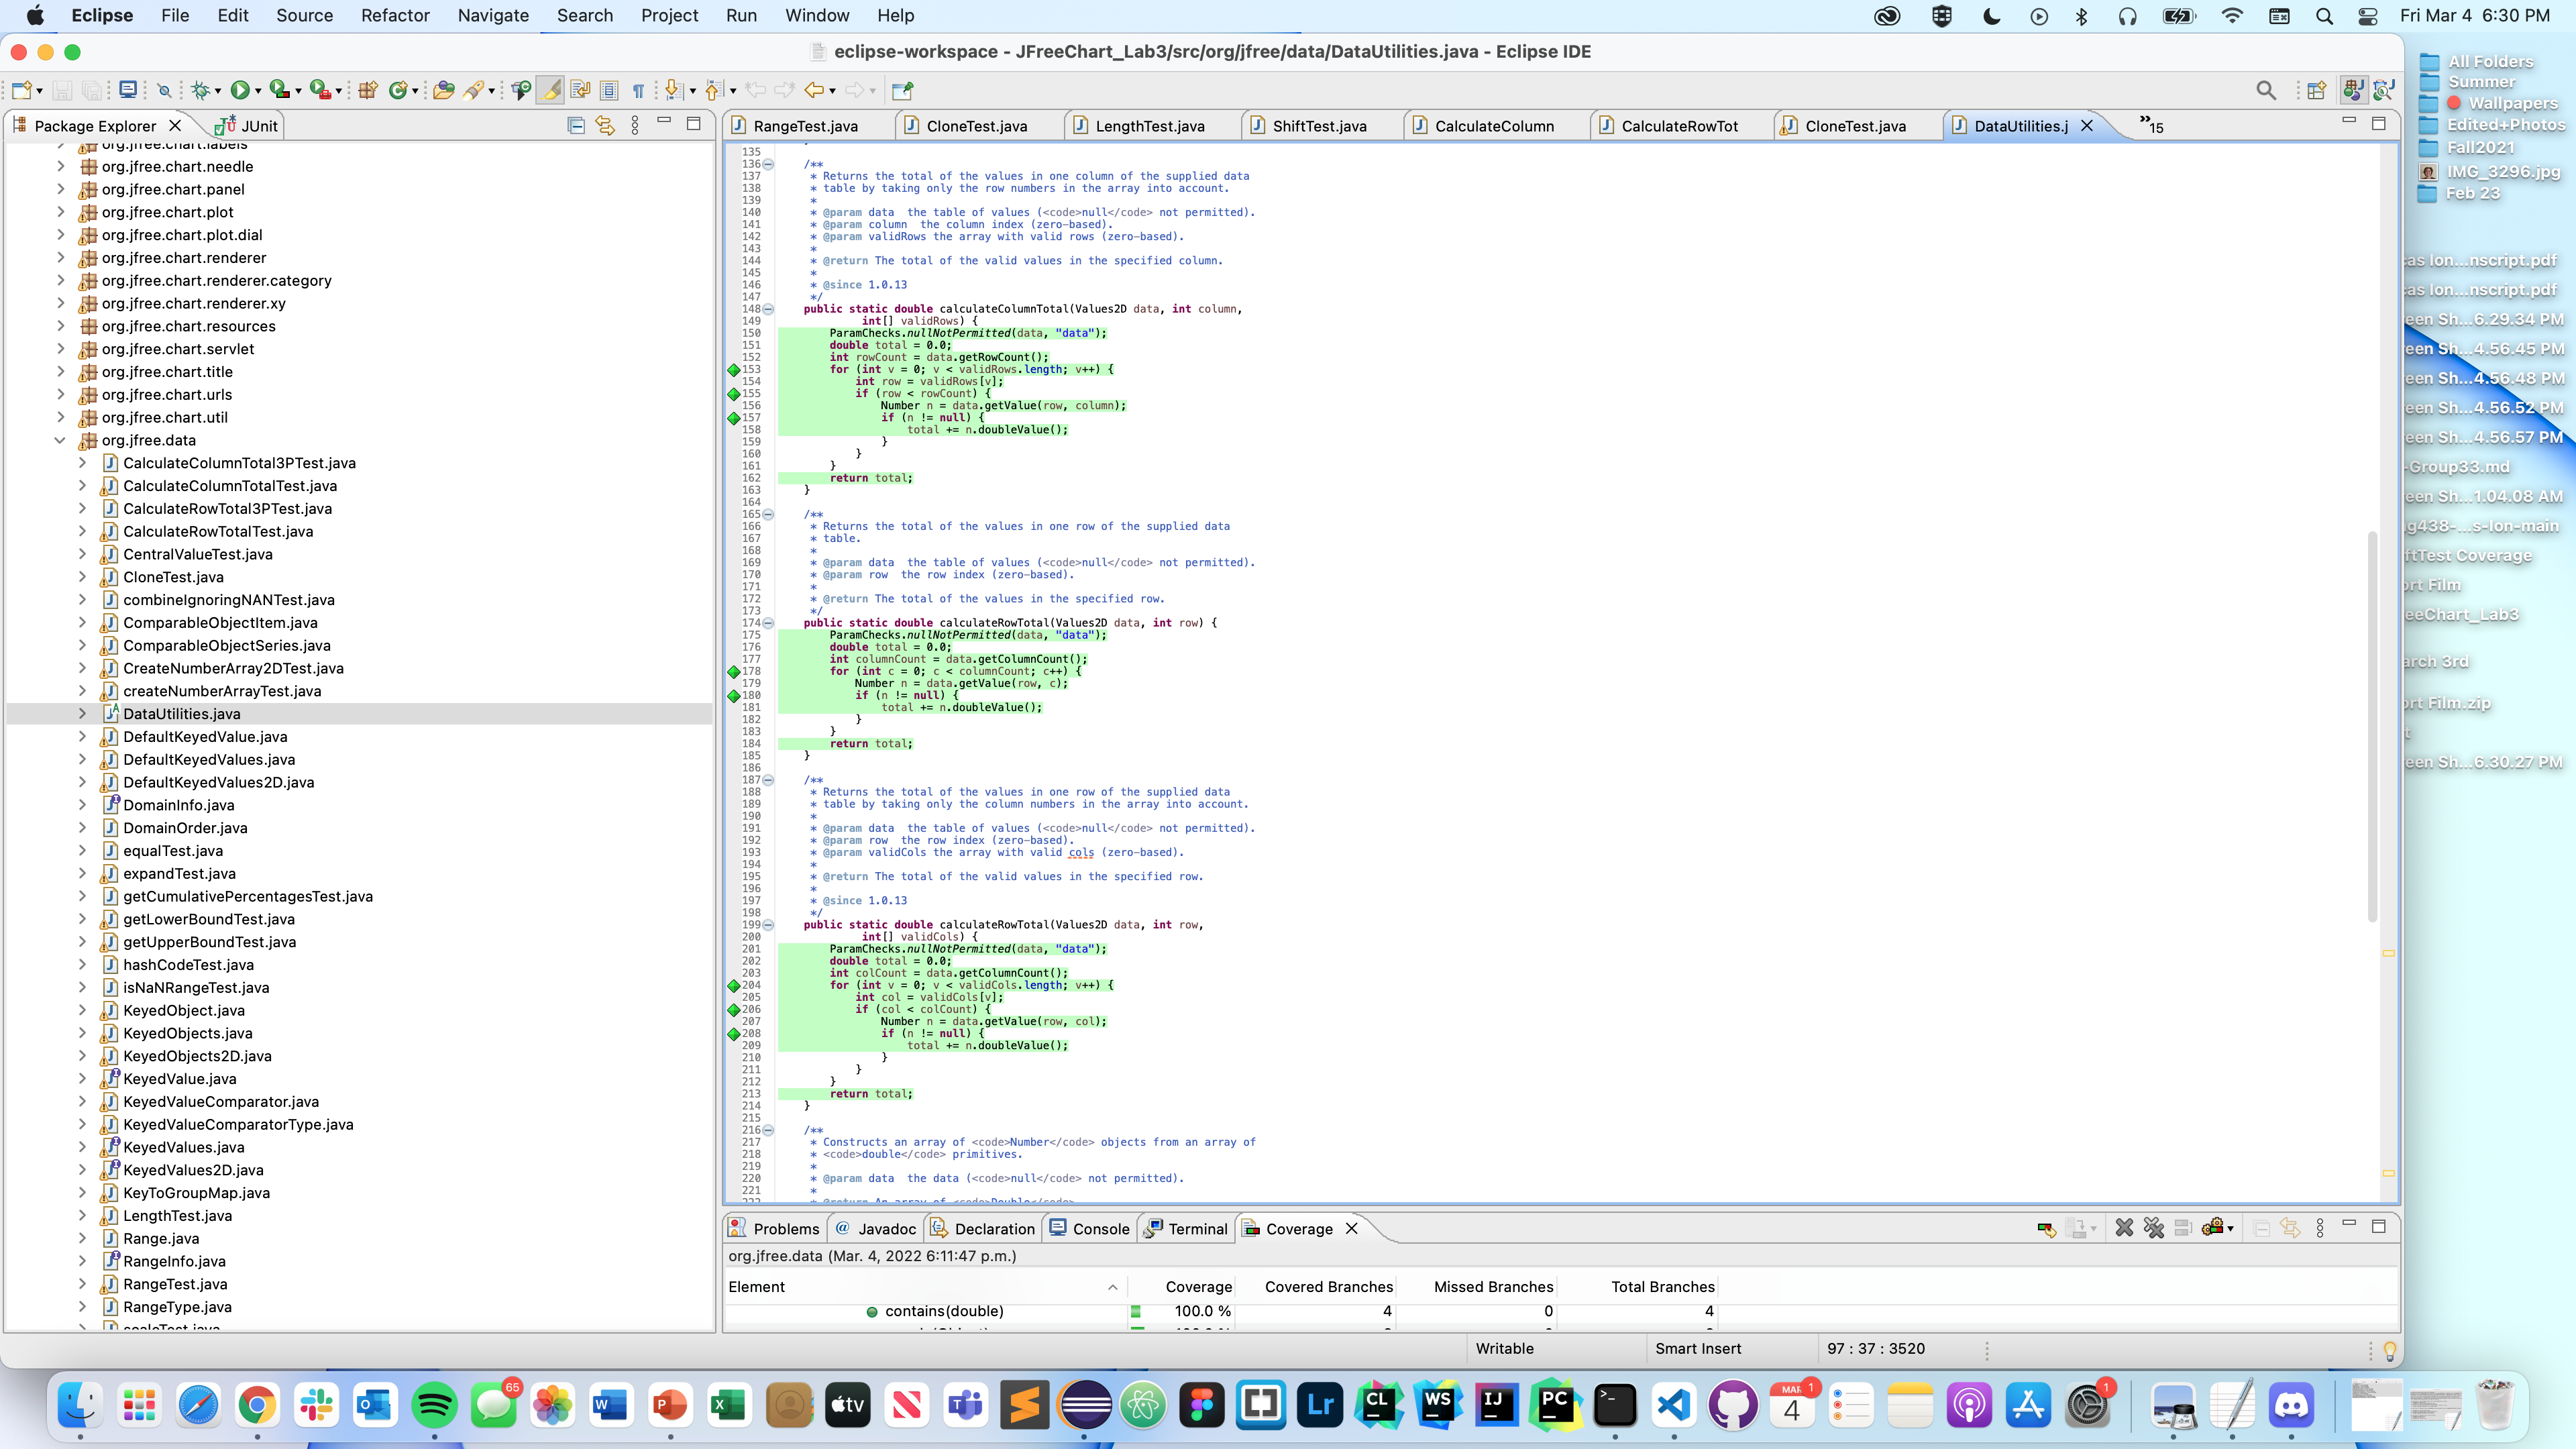 Eclipse File Edit Source Refactor Navigate Search Project Run Window Help Fri Mar 4 6:30 PM
eclipse-workspace - JFreeChart_Lab3/src/org/jfree/data/DataUtilities.java - Eclipse IDE
Package Explorer JUnit
org.jfree.chart.labels
org.jfree.chart.needle
org.jfree.chart.panel
org.jfree.chart.plot
org.jfree.chart.plot.dial
org.jfree.chart.renderer
org.jfree.chart.renderer.category
org.jfree.chart.renderer.xy
org.jfree.chart.resources
org.jfree.chart.servlet
org.jfree.chart.title
org.jfree.chart.urls
org.jfree.chart.util
org.jfree.data
CalculateColumnTotal3PTest.java
CalculateColumnTotalTest.java
CalculateRowTotal3PTest.java
CalculateRowTotalTest.java
CentralValueTest.java
CloneTest.java
combineIgnoringNANTest.java
ComparableObjectItem.java
ComparableObjectSeries.java
CreateNumberArray2DTest.java
createNumberArrayTest.java
DataUtilities.java
DefaultKeyedValue.java
DefaultKeyedValues.java
DefaultKeyedValues2D.java
DomainInfo.java
DomainOrder.java
equalTest.java
expandTest.java
getCumulativePercentagesTest.java
getLowerBoundTest.java
getUpperBoundTest.java
hashCodeTest.java
isNaNRangeTest.java
KeyedObject.java
KeyedObjects.java
KeyedObjects2D.java
KeyedValue.java
KeyedValueComparator.java
KeyedValueComparatorType.java
KeyedValues.java
KeyedValues2D.java
KeyToGroupMap.java
LengthTest.java
Range.java
RangeInfo.java
RangeTest.java
RangeType.java
scaleTest.java
RangeTest.java CloneTest.java LengthTest.java ShiftTest.java CalculateColumn CalculateRowTot CloneTest.java DataUtilities.j »15
135
136 /**
137 * Returns the total of the values in one column of the supplied data
138 * table by taking only the row numbers in the array into account.
139 *
140 * @param data  the table of values (<code>null</code> not permitted).
141 * @param column  the column index (zero-based).
142 * @param validRows the array with valid rows (zero-based).
143 *
144 * @return The total of the valid values in the specified column.
145 *
146 * @since 1.0.13
147 */
148 public static double calculateColumnTotal(Values2D data, int column,
149 int[] validRows) {
150 ParamChecks.nullNotPermitted(data, "data");
151 double total = 0.0;
152 int rowCount = data.getRowCount();
153 for (int v = 0; v < validRows.length; v++) {
154 int row = validRows[v];
155 if (row < rowCount) {
156 Number n = data.getValue(row, column);
157 if (n != null) {
158 total += n.doubleValue();
159 }
160 }
161 }
162 return total;
163 }
164
165 /**
166 * Returns the total of the values in one row of the supplied data
167 * table.
168 *
169 * @param data  the table of values (<code>null</code> not permitted).
170 * @param row  the row index (zero-based).
171 *
172 * @return The total of the values in the specified row.
173 */
174 public static double calculateRowTotal(Values2D data, int row) {
175 ParamChecks.nullNotPermitted(data, "data");
176 double total = 0.0;
177 int columnCount = data.getColumnCount();
178 for (int c = 0; c < columnCount; c++) {
179 Number n = data.getValue(row, c);
180 if (n != null) {
181 total += n.doubleValue();
182 }
183 }
184 return total;
185 }
186
187 /**
188 * Returns the total of the values in one row of the supplied data
189 * table by taking only the column numbers in the array into account.
190 *
191 * @param data  the table of values (<code>null</code> not permitted).
192 * @param row  the row index (zero-based).
193 * @param validCols the array with valid cols (zero-based).
194 *
195 * @return The total of the valid values in the specified row.
196 *
197 * @since 1.0.13
198 */
199 public static double calculateRowTotal(Values2D data, int row,
200 int[] validCols) {
201 ParamChecks.nullNotPermitted(data, "data");
202 double total = 0.0;
203 int colCount = data.getColumnCount();
204 for (int v = 0; v < validCols.length; v++) {
205 int col = validCols[v];
206 if (col < colCount) {
207 Number n = data.getValue(row, col);
208 if (n != null) {
209 total += n.doubleValue();
210 }
211 }
212 }
213 return total;
214 }
215
216 /**
217 * Constructs an array of <code>Number</code> objects from an array of
218 * <code>double</code> primitives.
219 *
220 * @param data  the data (<code>null</code> not permitted).
221 *
222 * @return An array of <code>Double</code>
Problems Javadoc Declaration Console Terminal Coverage
org.jfree.data (Mar. 4, 2022 6:11:47 p.m.)
Element Coverage Covered Branches Missed Branches Total Branches
contains(double) 100.0 % 4 0 4
Writable Smart Insert 97 : 37 : 3520
All Folders
Summer
Wallpapers
Edited+Photos
Fall2021
IMG_3296.jpg
Feb 23
as lon...nscript.pdf
as lon...nscript.pdf
een Sh...6.29.34 PM
een Sh...4.56.45 PM
een Sh...4.56.48 PM
een Sh...4.56.52 PM
een Sh...4.56.57 PM
-Group33.md
een Sh...1.04.08 AM
g438-...s-lon-main
ftTest Coverage
ort Film
eeChart_Lab3
arch 3rd
ort Film.zip
t
een Sh...6.30.27 PM
65 tv Lr CL WS IJ PC MAR 4 1 1